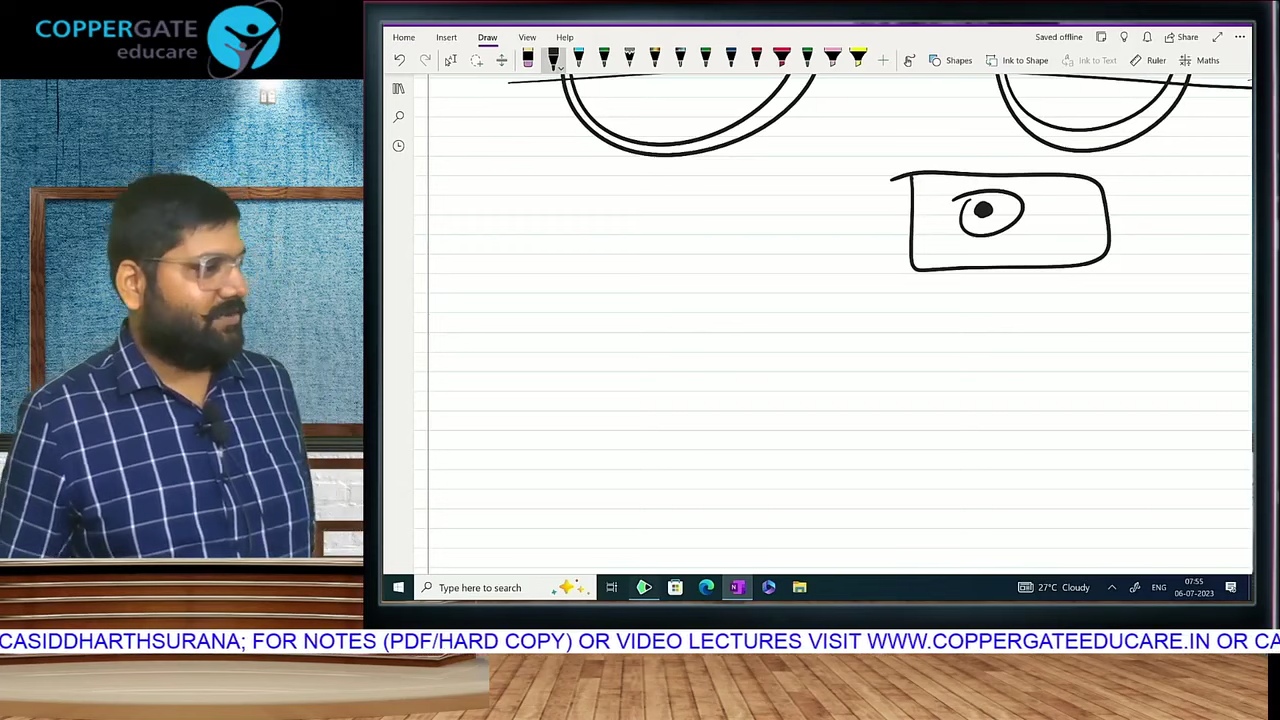 COPPERGATE
educare
Home Insert Draw View Help
Saved offline
Share
Shapes Ink to Shape Ink to Text Ruler Maths
Type here to search
27°C Cloudy
ENG
07:55
06-07-2023
CASIDDHARTHSURANA; FOR NOTES (PDF/HARD COPY) OR VIDEO LECTURES VISIT WWW.COPPERGATEEDUCARE.IN OR CA